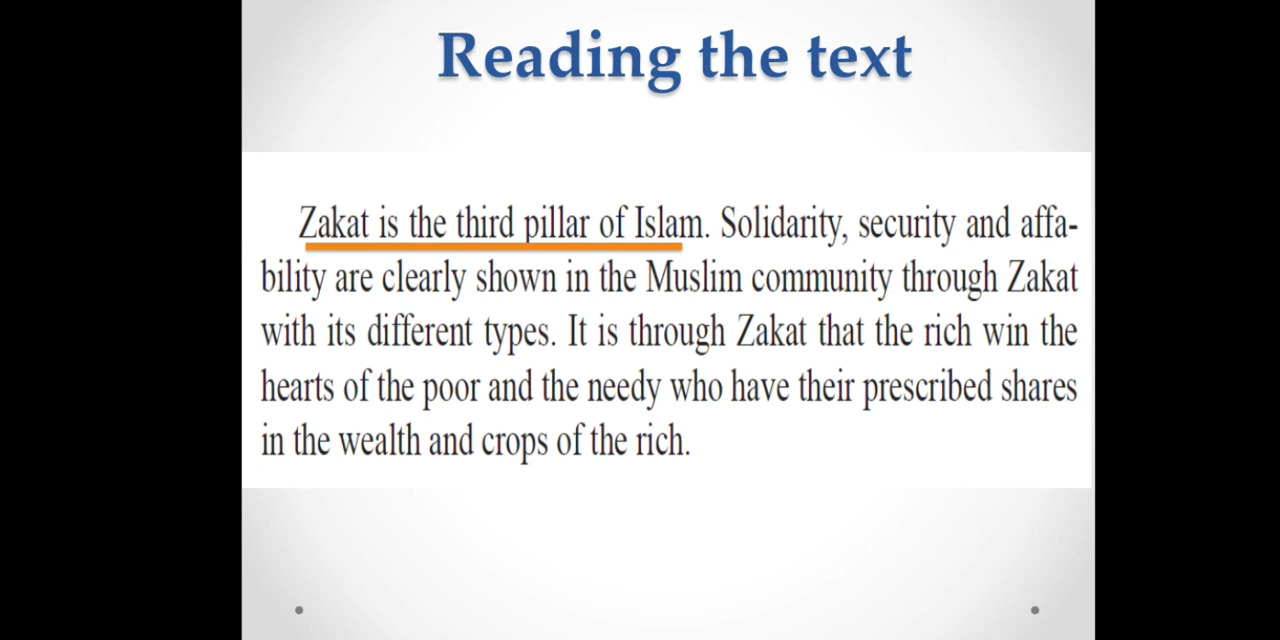 Reading the text
Zakat is the third pillar of Islam. Solidarity, security and affa-
bility are clearly shown in the Muslim community through Zakat
with its different types. It is through Zakat that the rich win the
hearts of the poor and the needy who have their prescribed shares
in the wealth and crops of the rich.